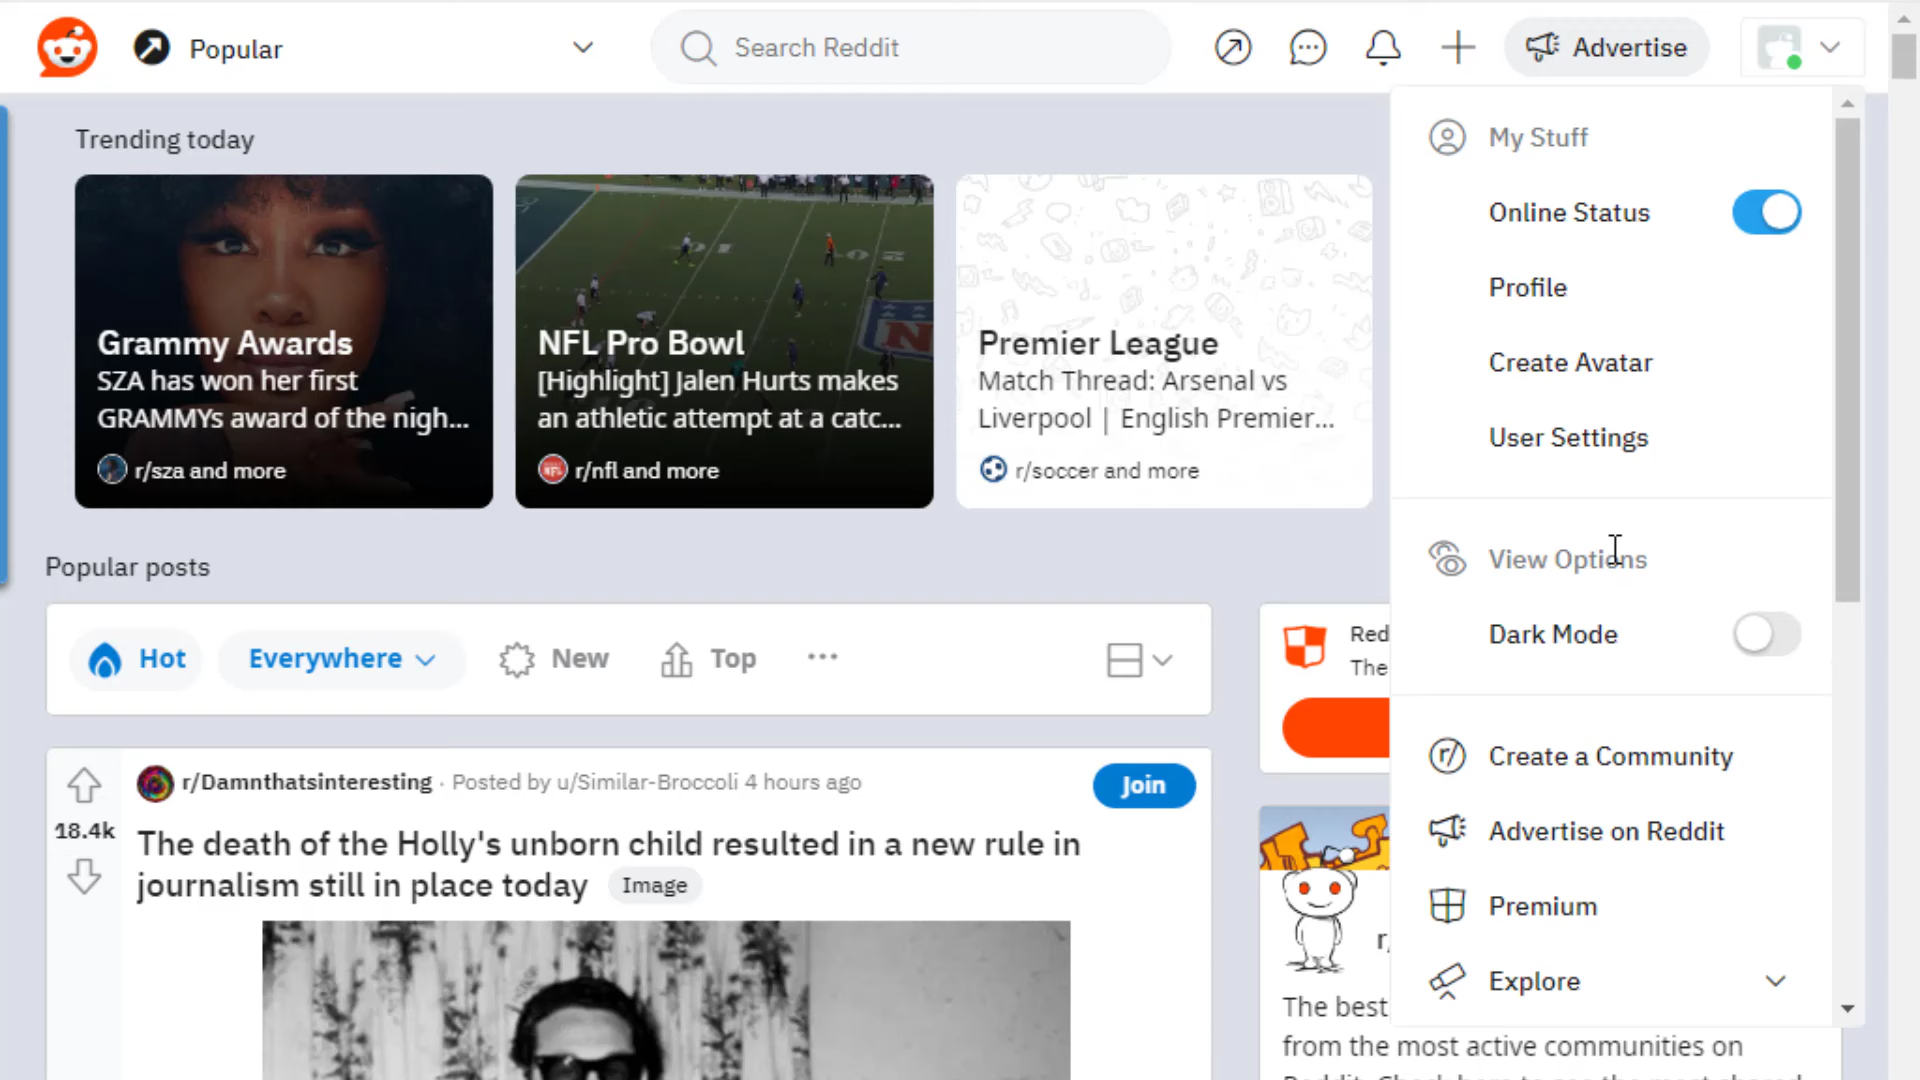 Popular
Search Reddit
Advertise
Trending today
Grammy Awards
SZA has won her first
GRAMMYs award of the nigh...
r/sza and more
NFL Pro Bowl
[Highlight] Jalen Hurts makes
an athletic attempt at a catc...
r/nfl and more
Premier League
Match Thread: Arsenal vs
Liverpool | English Premier...
r/soccer and more
My Stuff
Online Status
Profile
Create Avatar
User Settings
View Options
Dark Mode
Create a Community
Advertise on Reddit
Premium
Explore
Popular posts
Hot
Everywhere
New
Top
r/Damnthatsinteresting · Posted by u/Similar-Broccoli 4 hours ago
Join
18.4k
The death of the Holly's unborn child resulted in a new rule in
journalism still in place today Image
Red
The
r/
The best
from the most active communities on